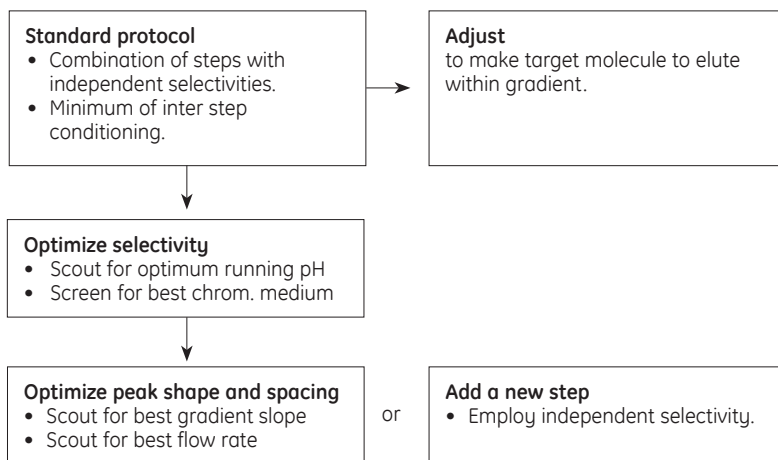 Standard protocol
• Combination of steps with
independent selectivities.
• Minimum of inter step
conditioning.
Adjust
to make target molecule to elute
within gradient.
Optimize selectivity
• Scout for optimum running pH
• Screen for best chrom. medium
Optimize peak shape and spacing
• Scout for best gradient slope
• Scout for best flow rate
or
Add a new step
• Employ independent selectivity.